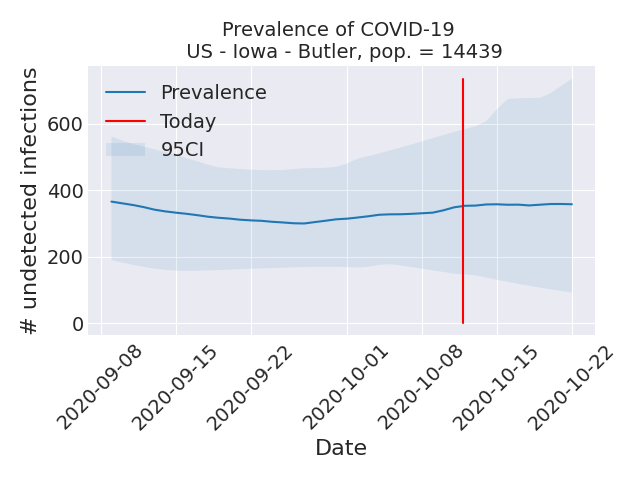 Prevalence of COVID-19
US - Iowa - Butler, pop. = 14439
# undetected infections
600
400
200
0
Prevalence
Today
95CI
2020-09-08
2020-09-15
2020-09-22
2020-10-01
2020-10-08
2020-10-15
2020-10-22
Date